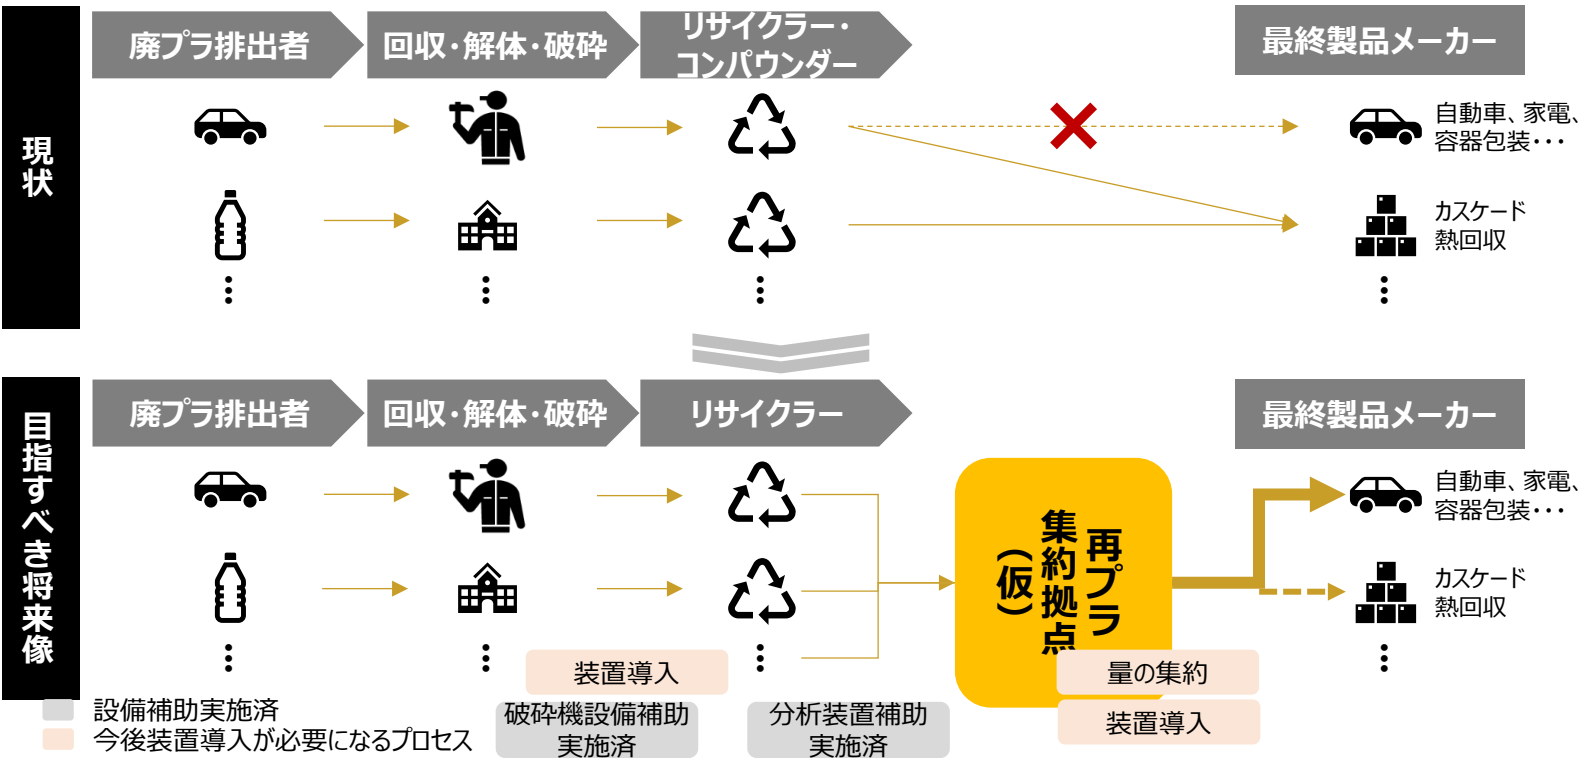 現状
廃プラ排出者
回収・解体・破砕
リサイクラー・
コンパウンダー
最終製品メーカー
自動車、家電、
容器包装・・・
カスケード
熱回収
目指すべき将来像
廃プラ排出者
回収・解体・破砕
リサイクラー
最終製品メーカー
再プラ
集約拠点
(仮)
自動車、家電、
容器包装・・・
カスケード
熱回収
装置導入
量の集約
設備補助実施済
今後装置導入が必要になるプロセス
破砕機設備補助
実施済
分析装置補助
実施済
装置導入